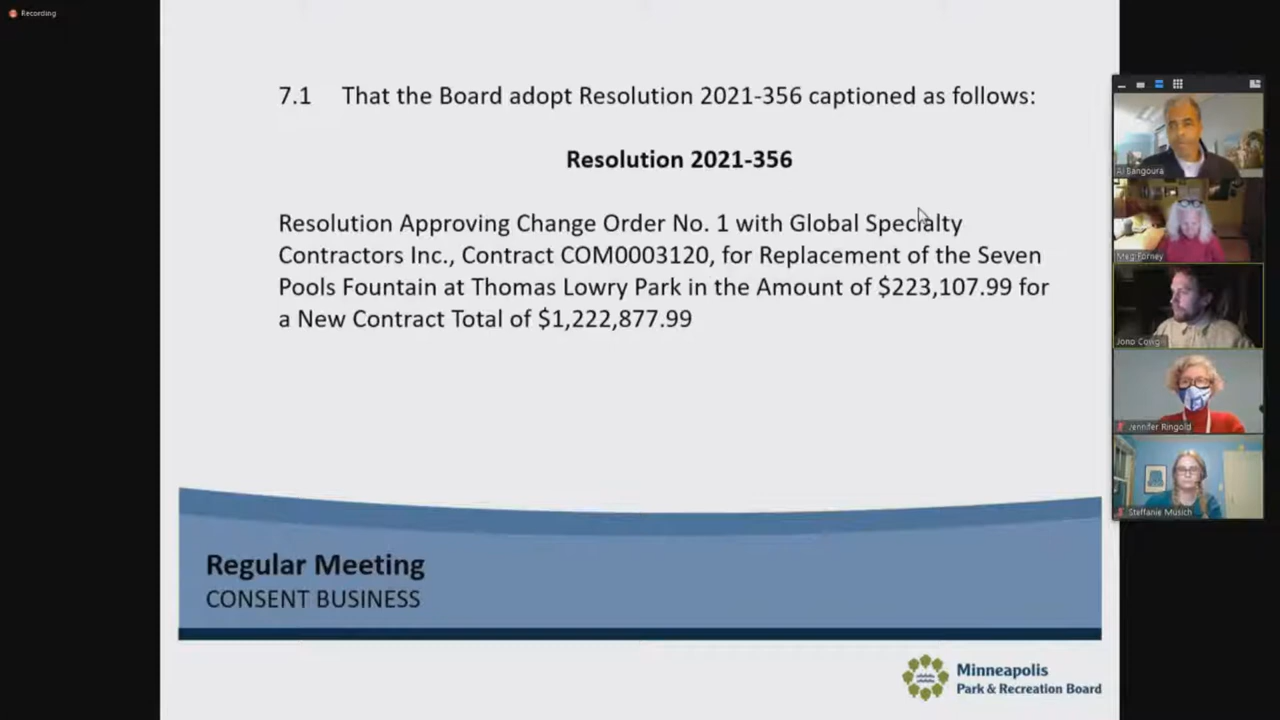 Recording
7.1 That the Board adopt Resolution 2021-356 captioned as follows:
Resolution 2021-356
Resolution Approving Change Order No. 1 with Global Specialty
Contractors Inc., Contract COM0003120, for Replacement of the Seven
Pools Fountain at Thomas Lowry Park in the Amount of $223,107.99 for
a New Contract Total of $1,222,877.99
Regular Meeting
CONSENT BUSINESS
Minneapolis
Park & Recreation Board
Al Bangoura
Meg Forney
Jono Cowg
Jennifer Ringold
Steffanie Musich